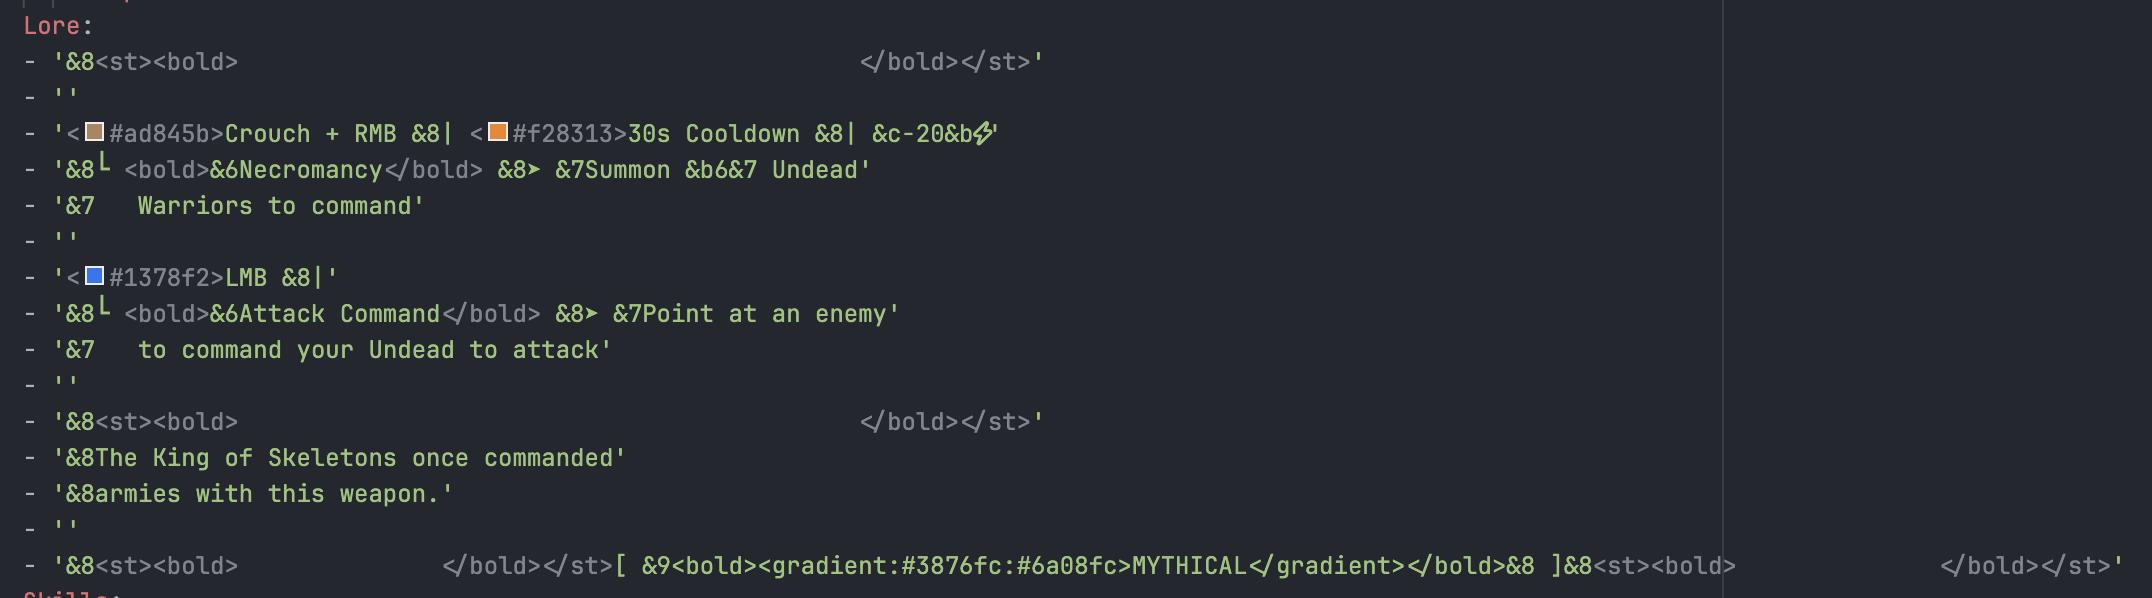 Lore:
- '&8<st><bold>                                           </bold></st>'
- ''
- '<#ad845b>Crouch + RMB &8| <#f28313>30s Cooldown &8| &c-20&b⚡'
- '&8└ <bold>&6Necromancy</bold> &8➤ &7Summon &b6&7 Undead'
- '&7   Warriors to command'
- ''
- '<#1378f2>LMB &8|'
- '&8└ <bold>&6Attack Command</bold> &8➤ &7Point at an enemy'
- '&7   to command your Undead to attack'
- ''
- '&8<st><bold>                                           </bold></st>'
- '&8The King of Skeletons once commanded'
- '&8armies with this weapon.'
- ''
- '&8<st><bold>              </bold></st>[ &9<bold><gradient:#3876fc:#6a08fc>MYTHICAL</gradient></bold>&8 ]&8<st><bold>              </bold></st>'